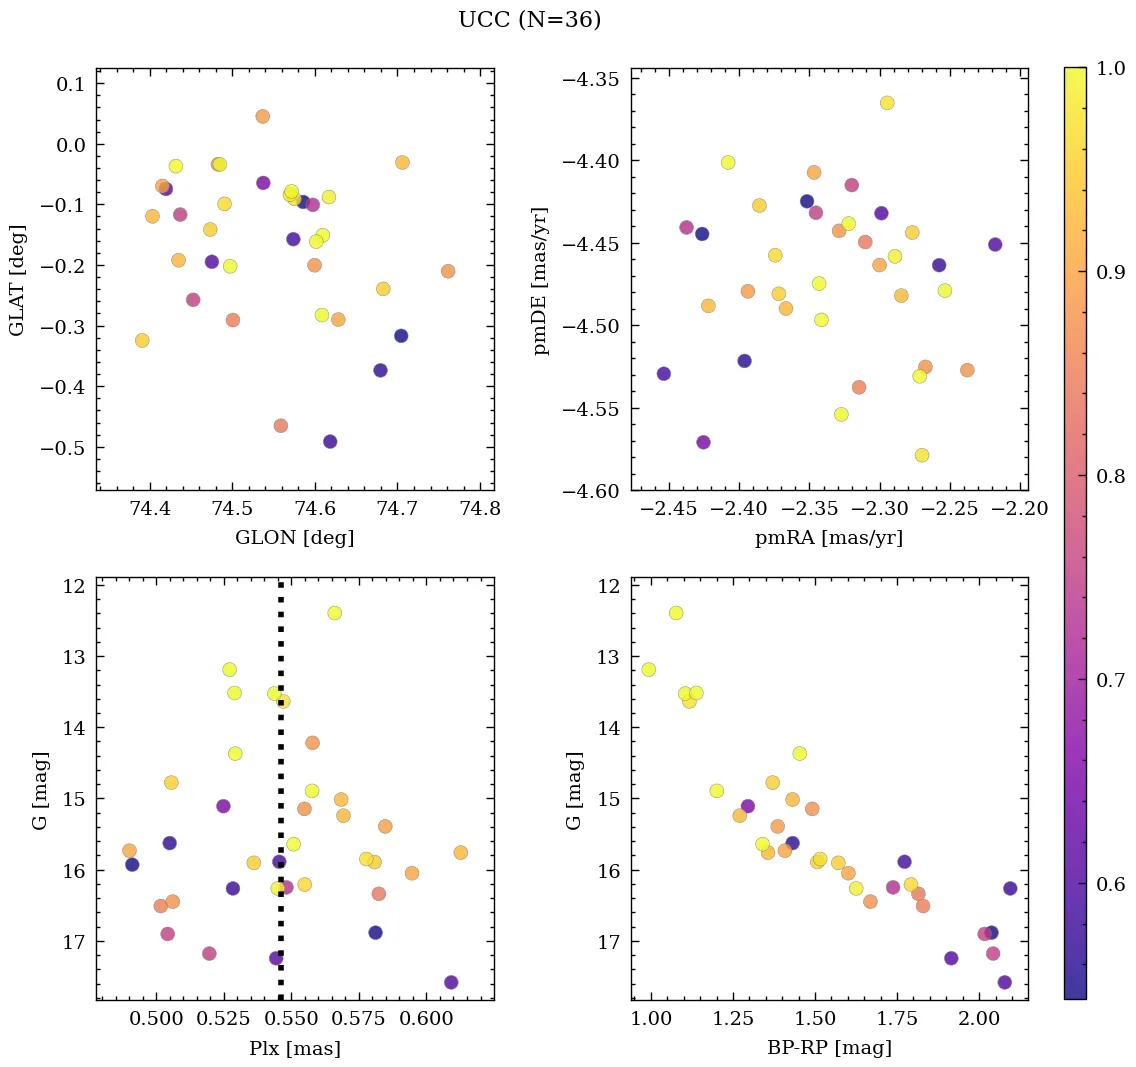 UCC (N=36)
0.1
0.0
−0.1
−0.2
−0.3
−0.4
−0.5
GLAT [deg]
74.4 74.5 74.6 74.7 74.8
GLON [deg]
−4.35
−4.40
−4.45
−4.50
−4.55
−4.60
pmDE [mas/yr]
−2.45 −2.40 −2.35 −2.30 −2.25 −2.20
pmRA [mas/yr]
12
13
14
15
16
17
G [mag]
0.500 0.525 0.550 0.575 0.600
Plx [mas]
12
13
14
15
16
17
G [mag]
1.00 1.25 1.50 1.75 2.00
BP-RP [mag]
1.0
0.9
0.8
0.7
0.6